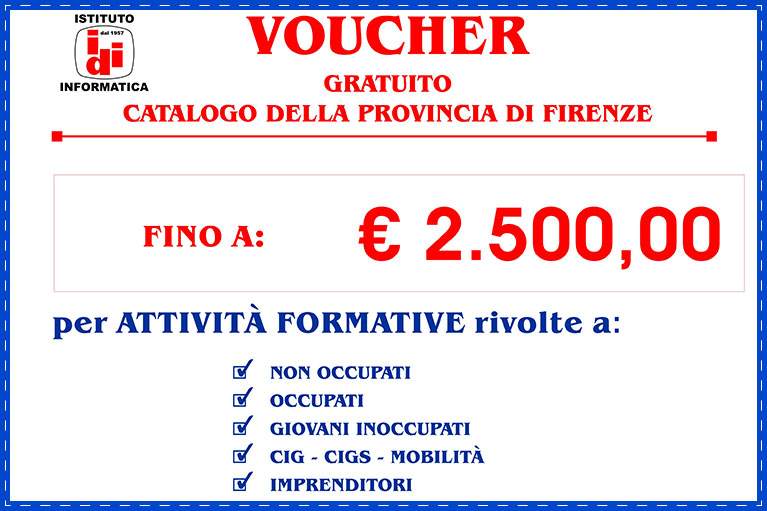 ISTITUTO
dal 1957
idi
INFORMATICA
VOUCHER
GRATUITO
CATALOGO DELLA PROVINCIA DI FIRENZE
FINO A: € 2.500,00
per ATTIVITÀ FORMATIVE rivolte a:
NON OCCUPATI
OCCUPATI
GIOVANI INOCCUPATI
CIG - CIGS - MOBILITÀ
IMPRENDITORI